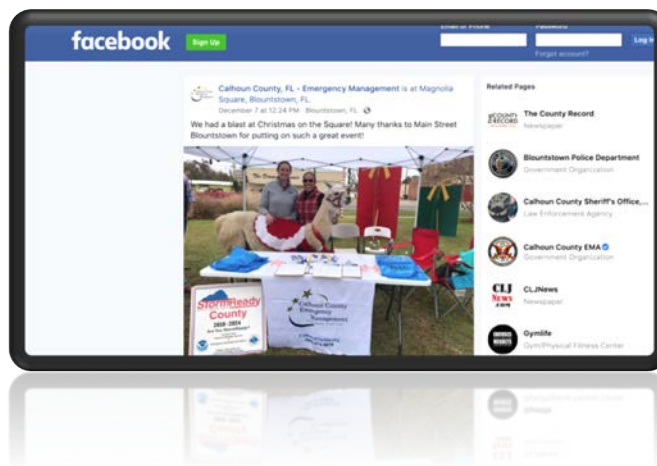 facebook
Sign Up
Email or Phone
Password
Log In
Forgot account?
Calhoun County, FL - Emergency Management is at Magnolia
Square, Blountstown, FL.
December 7 at 12:24 PM · Blountstown, FL ·
We had a blast at Christmas on the Square! Many thanks to Main Street
Blountstown for putting on such a great event!
StormReady
County
Calhoun County
Emergency
Management
Related Pages
The County Record
Newspaper
Blountstown Police Department
Government Organization
Calhoun County Sheriff's Office,...
Law Enforcement Agency
Calhoun County EMA
Government Organization
CLJ
NEWS
.COM
CLJNews
Newspaper
Gymlife
Gym/Physical Fitness Center